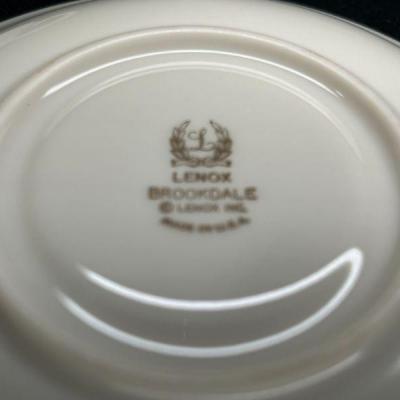 L
LENOX
BROOKDALE
© LENOX INC.
MADE IN U.S.A.